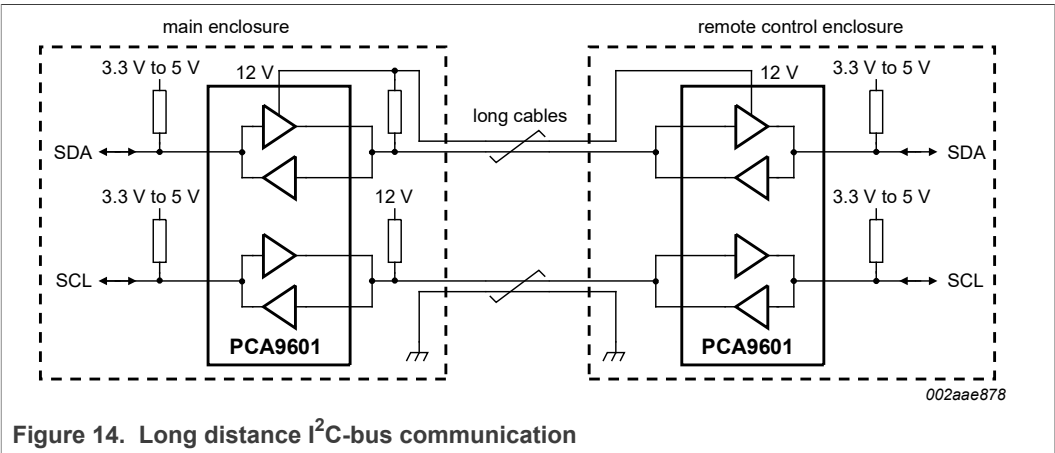 main enclosure
remote control enclosure
3.3 V to 5 V
12 V
12 V
3.3 V to 5 V
long cables
SDA
SDA
3.3 V to 5 V
12 V
3.3 V to 5 V
SCL
SCL
PCA9601
PCA9601
002aae878
Figure 14. Long distance I²C-bus communication